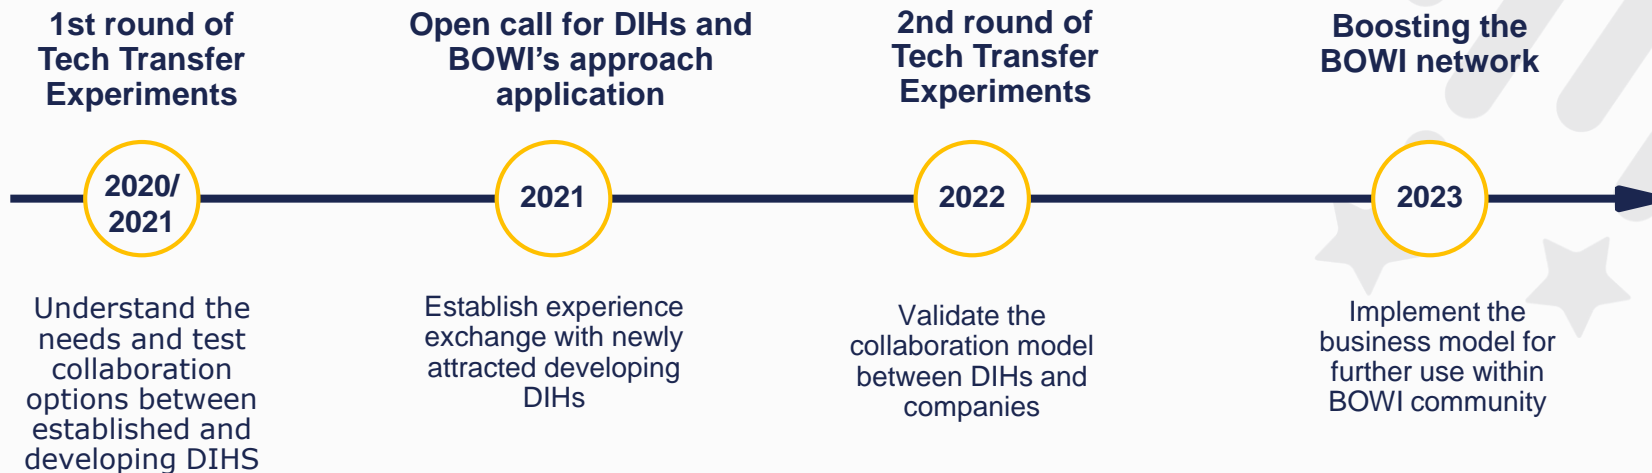 1st round of
Tech Transfer
Experiments
2020/
2021
Understand the
needs and test
collaboration
options between
established and
developing DIHS
Open call for DIHs and
BOWI’s approach
application
2021
Establish experience
exchange with newly
attracted developing
DIHs
2nd round of
Tech Transfer
Experiments
2022
Validate the
collaboration model
between DIHs and
companies
Boosting the
BOWI network
2023
Implement the
business model for
further use within
BOWI community